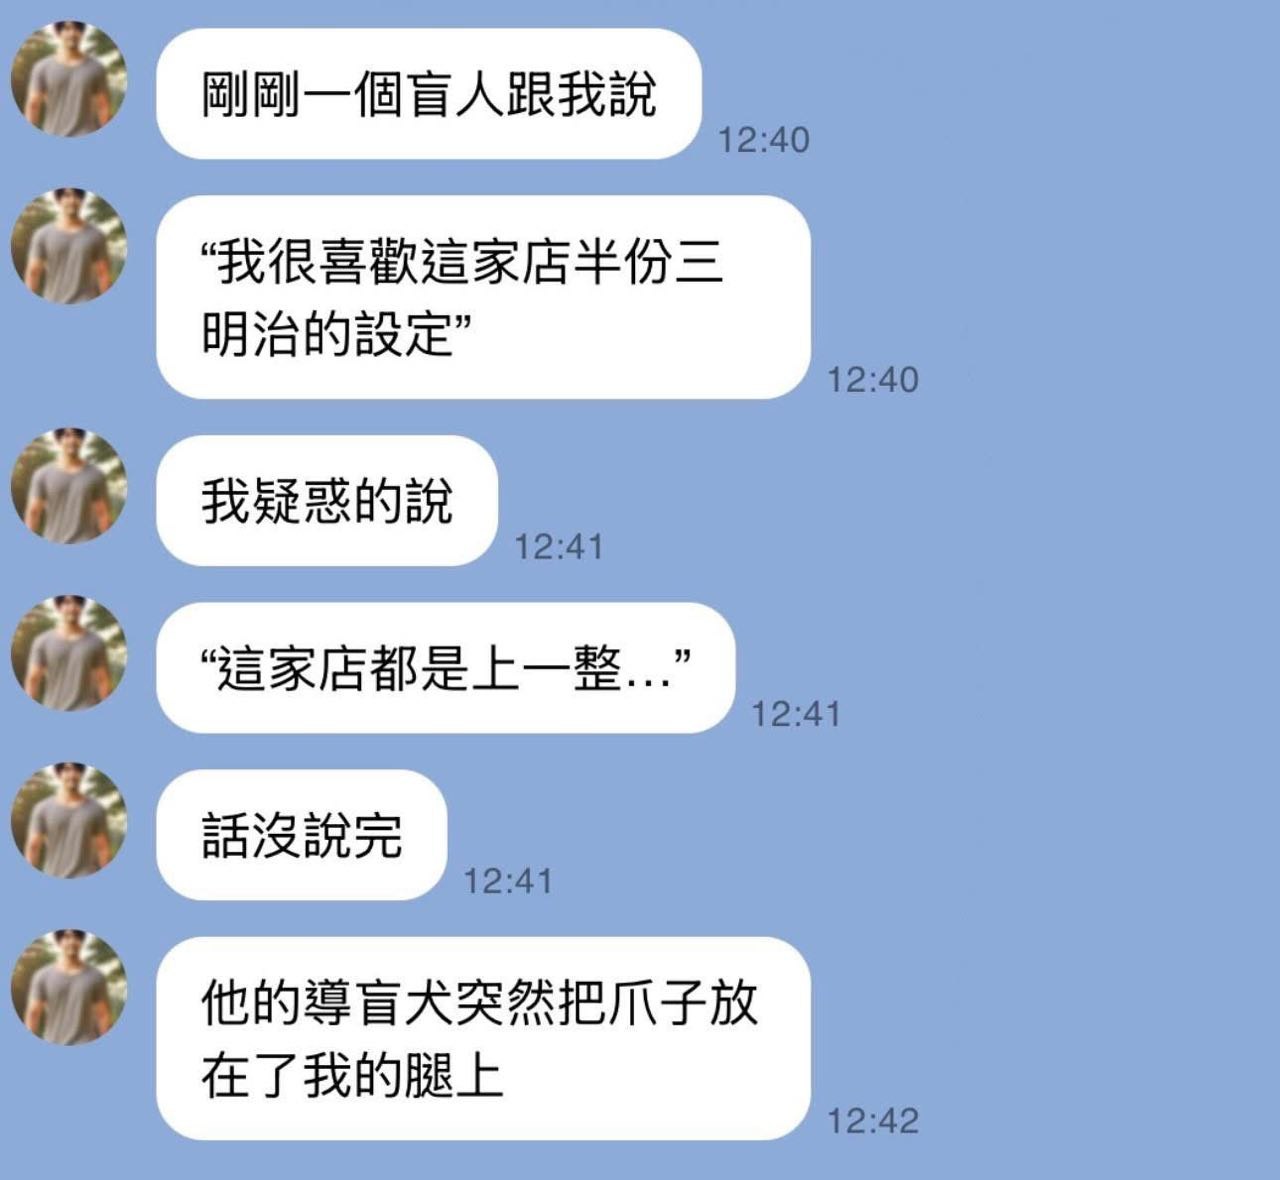 剛剛一個盲人跟我說
12:40
“我很喜歡這家店半份三
明治的設定”
12:40
我疑惑的說
12:41
“這家店都是上一整…”
12:41
話沒說完
12:41
他的導盲犬突然把爪子放
在了我的腿上
12:42